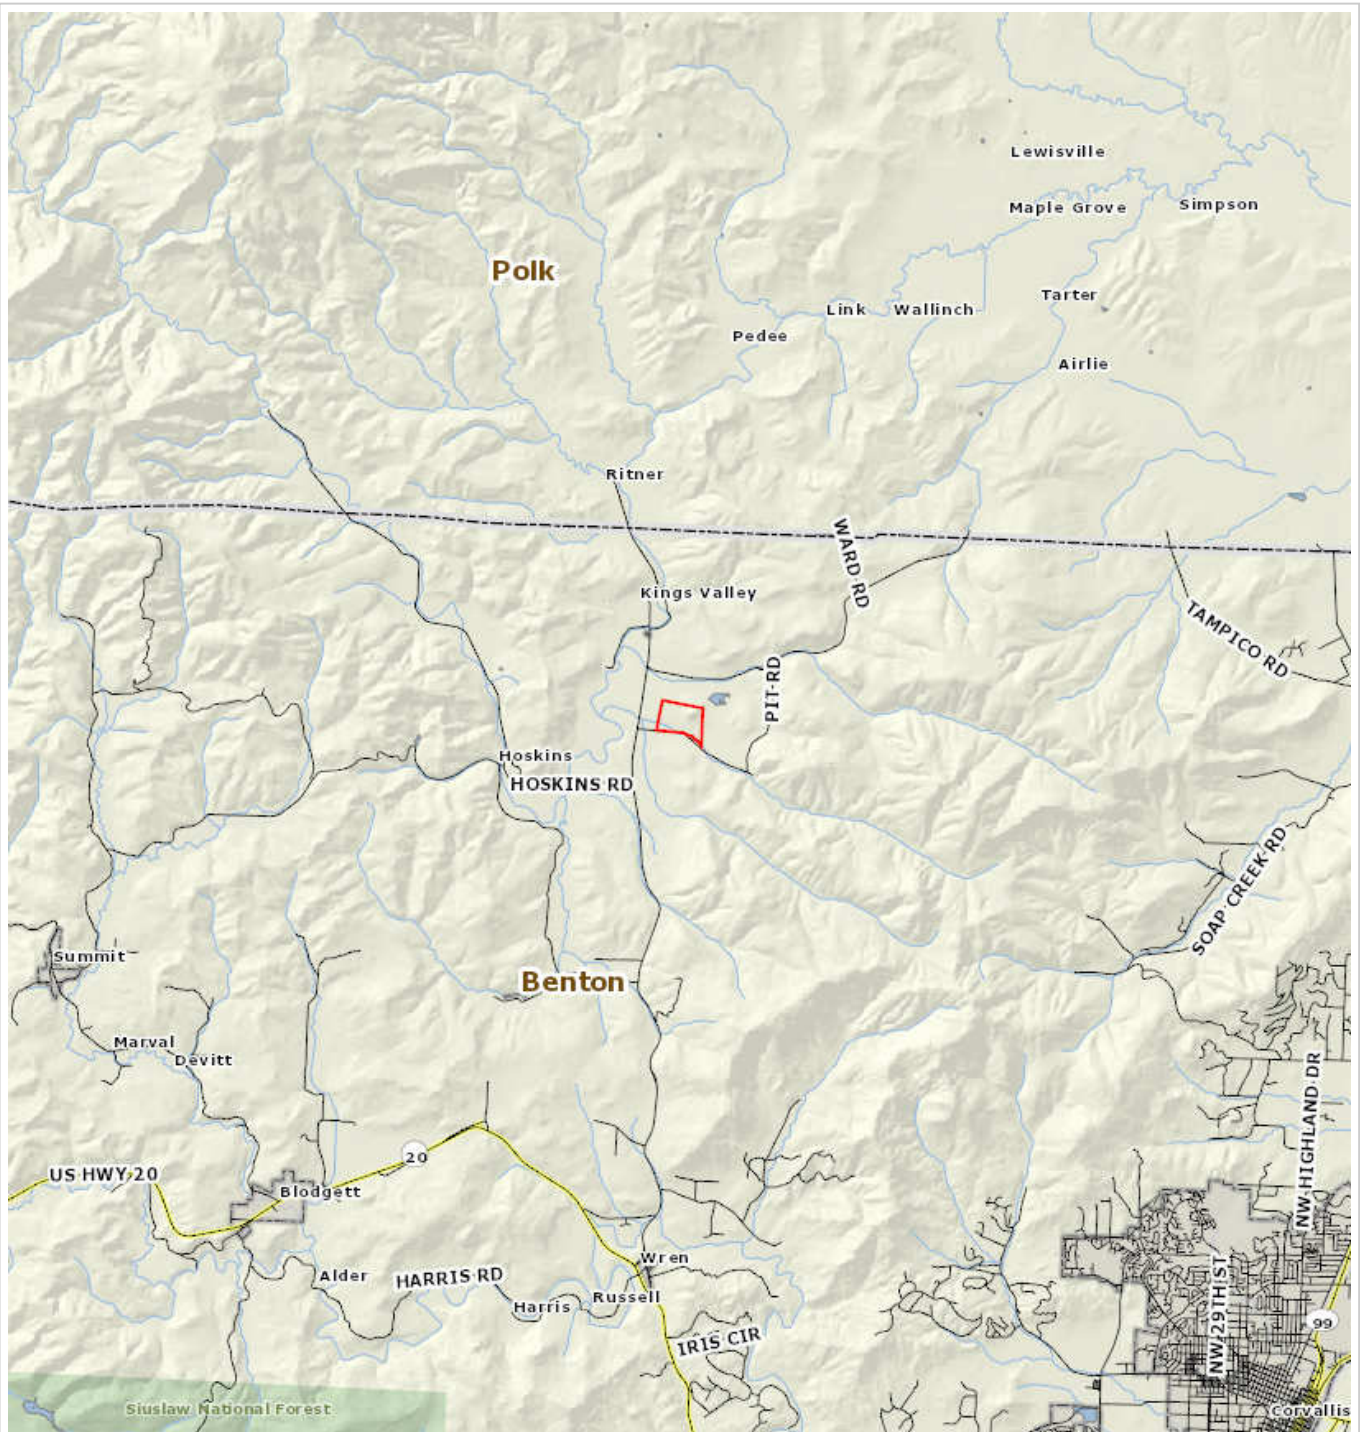 Lewisville
Maple Grove
Simpson
Polk
Tarter
Link
Wallinch
Pedee
Airlie
Ritner
WARD RD
Kings Valley
TAMPICO RD
PIT RD
Hoskins
HOSKINS RD
SOAP CREEK RD
Summit
Benton
Marval
Devitt
NW HIGHLAND DR
20
US HWY 20
Blodgett
Wren
Alder
HARRIS RD
Russell
Harris
NW 29TH ST
99
IRIS CIR
Siuslaw National Forest
Corvallis